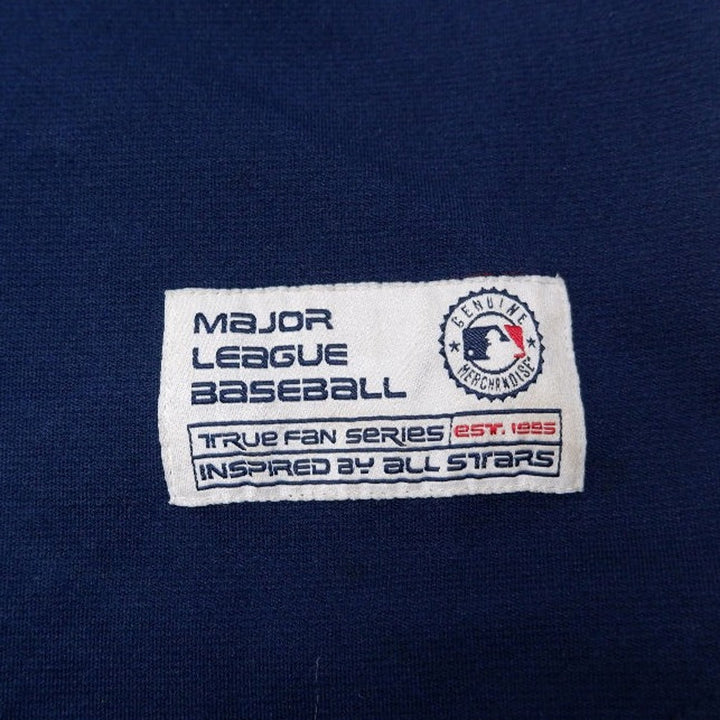 MAJOR
LEAGUE
BASEBALL
GENUINE
MERCHANDISE
TRUE FAN SERIES EST. 1995
INSPIRED BY ALL STARS